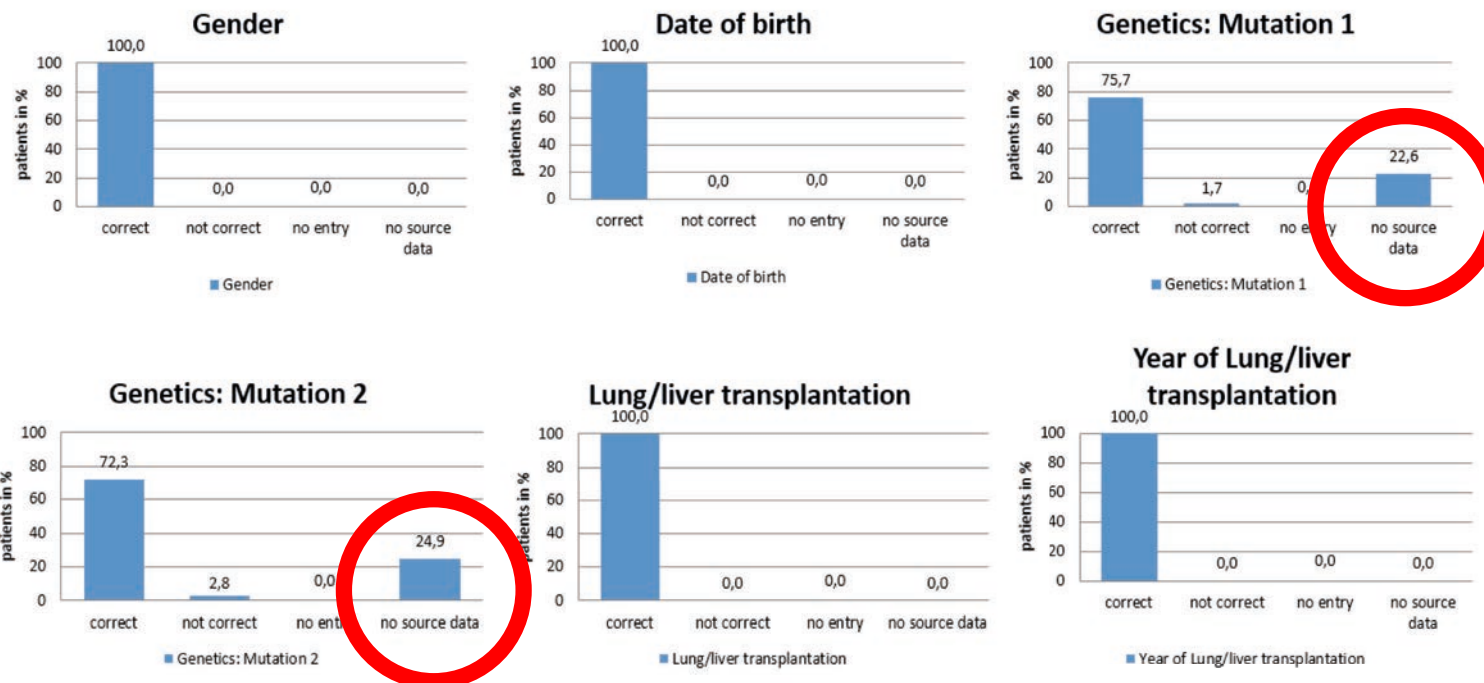 Gender
100,0
patients in %
100
80
60
40
20
0
0,0
0,0
0,0
correct
not correct
no entry
no source
data
Gender
Date of birth
100,0
patients in %
100
80
60
40
20
0
0,0
0,0
0,0
correct
not correct
no entry
no source
data
Date of birth
Genetics: Mutation 1
patients in %
100
80
60
40
20
0
75,7
1,7
22,6
correct
not correct
no
no source
data
Genetics: Mutation 1
Genetics: Mutation 2
patients in %
100
80
60
40
20
0
72,3
2,8
0,0
24,9
correct
not correct
no
no source data
Genetics: Mutation 2
Lung/liver transplantation
100,0
patients in %
100
80
60
40
20
0
0,0
0,0
0,0
correct
not correct
no entry
no source data
Lung/liver transplantation
Year of Lung/liver
transplantation
100,0
patients in %
100
80
60
40
20
0
0,0
0,0
0,0
correct
not correct
no entry
no source
data
Year of Lung/liver transplantation